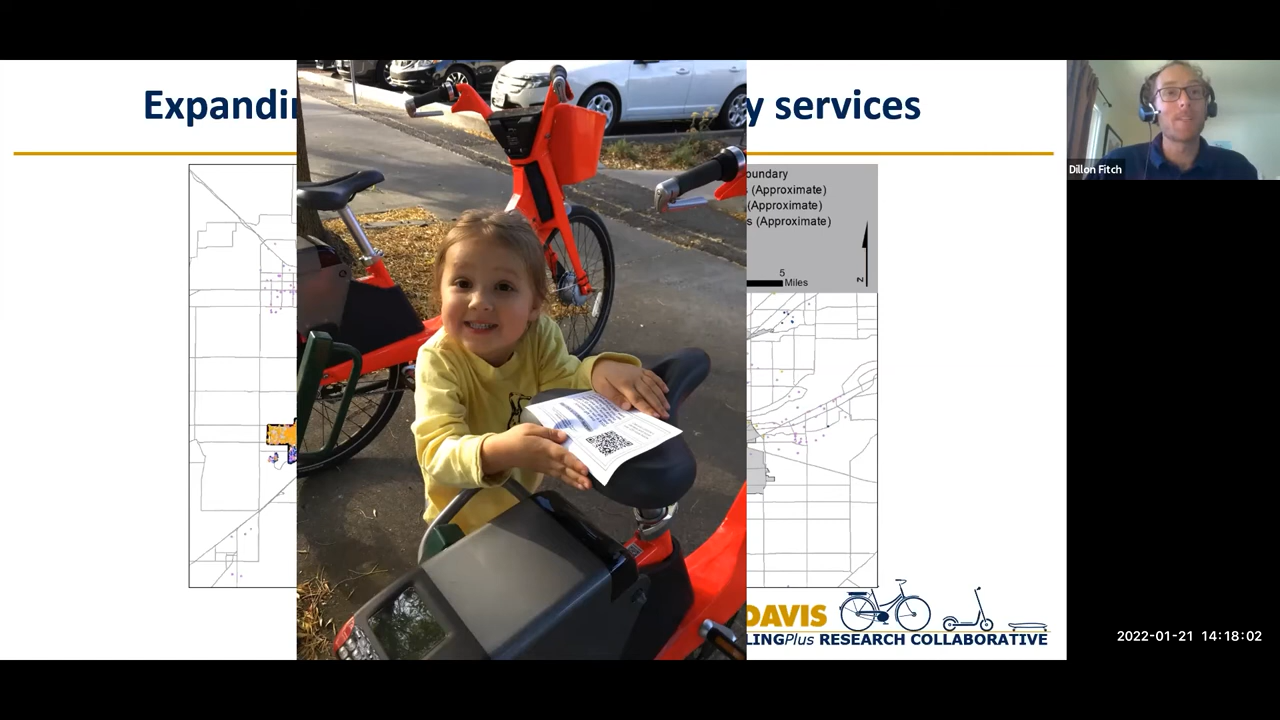 Expandin
y services
Dillon Fitch
oundary
s (Approximate)
(Approximate)
s (Approximate)
5
Miles
N
DAVIS
LINGPlus RESEARCH COLLABORATIVE
2022-01-21 14:18:02